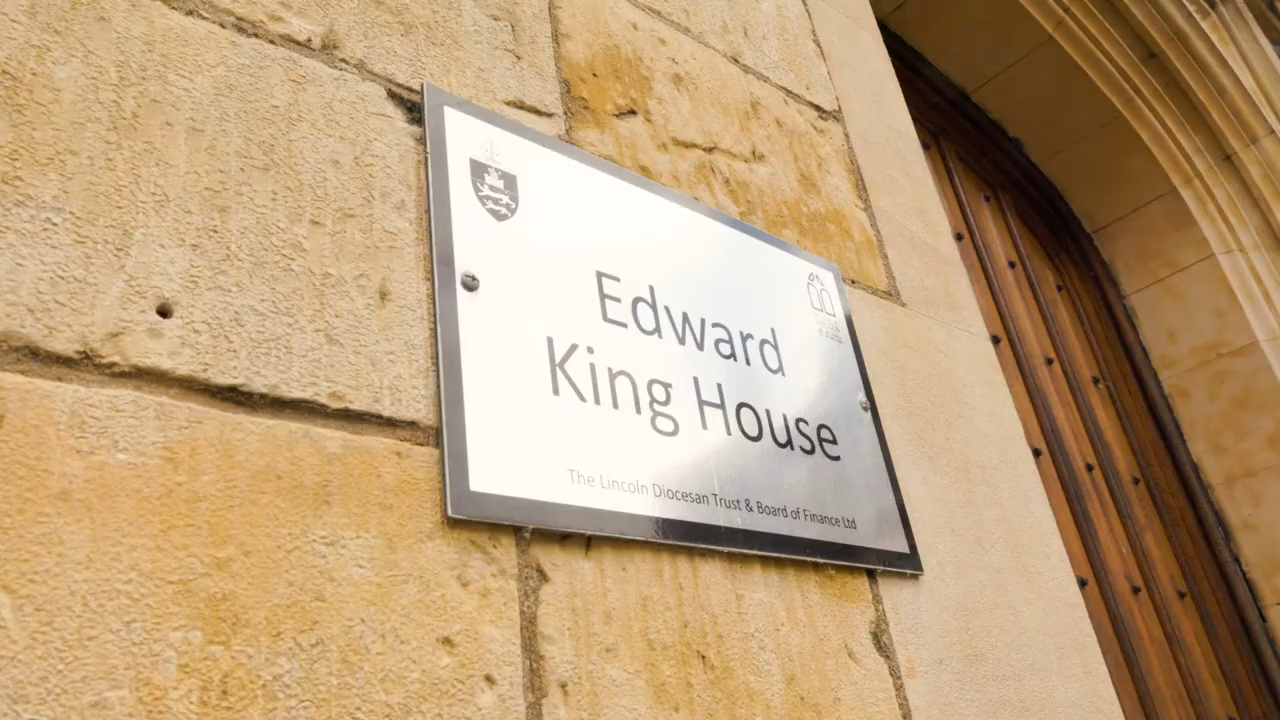 Edward
King House
The Lincoln Diocesan Trust & Board of Finance Ltd